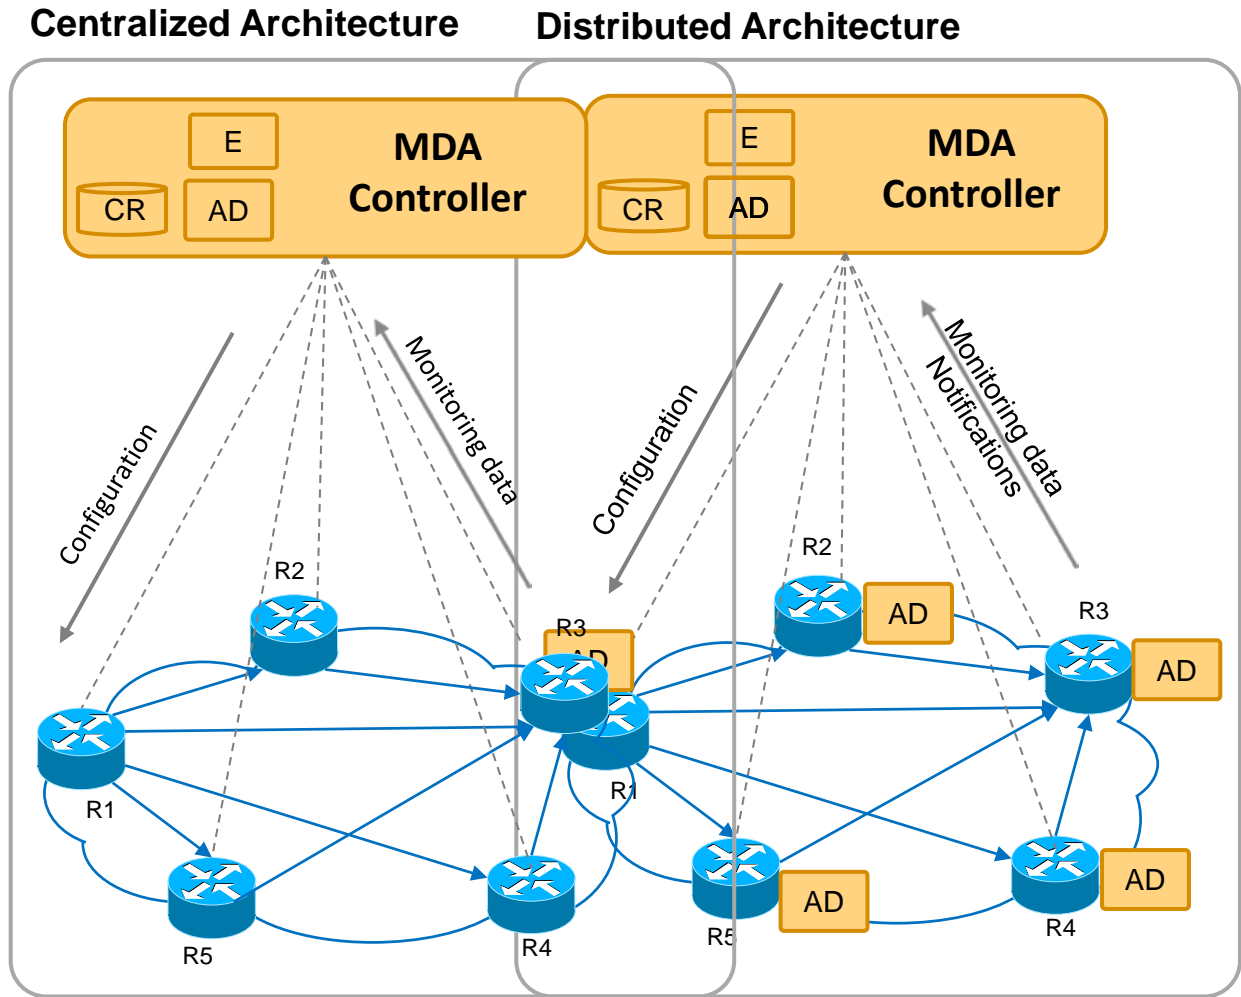 Centralized Architecture
Distributed Architecture
E
MDA
Controller
CR
AD
E
MDA
Controller
CR
AD
Configuration
Monitoring data
Configuration
Monitoring data
Notifications
R2
R2
AD
R3
AD
R3
AD
R1
R1
R5
R4
R5
AD
R4
AD